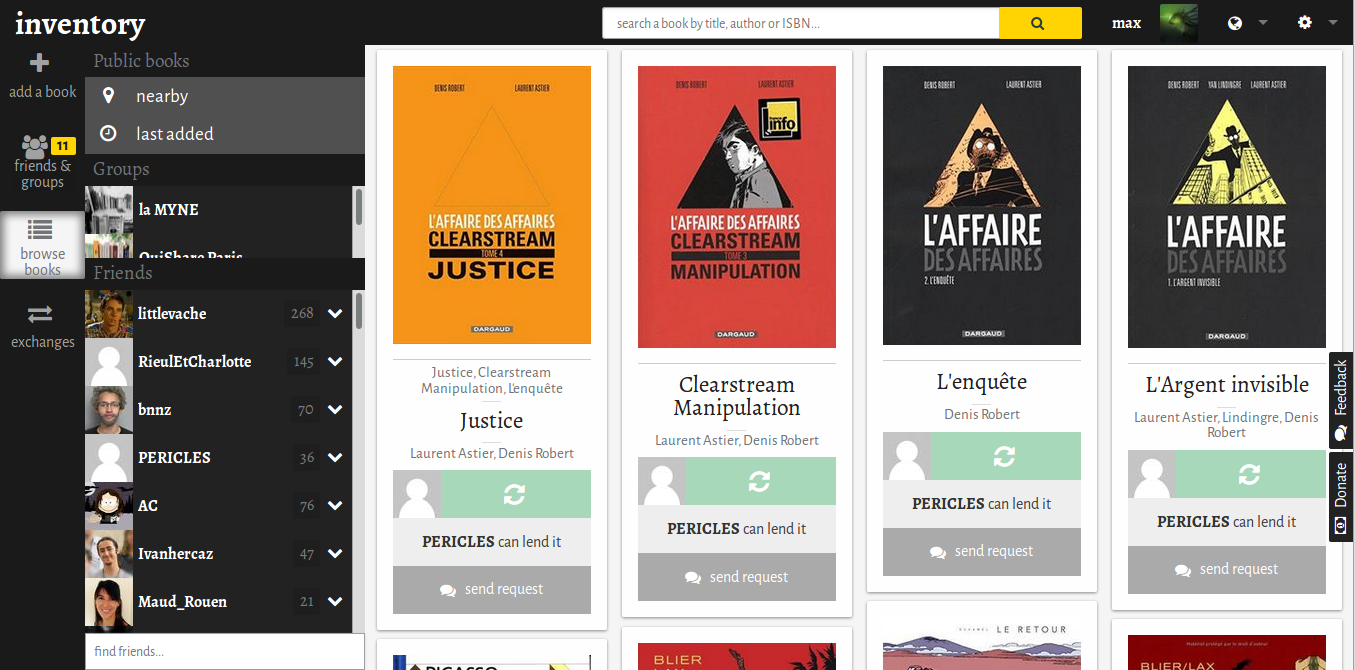 inventory
search a book by title, author or ISBN...
max
add a book
11
friends &
groups
browse
books
exchanges
Public books
nearby
last added
Groups
la MYNE
OuiShare Paris
Friends
littlevache 268
RieulEtCharlotte 145
bnnz 70
PERICLES 36
AC 76
Ivanhercaz 47
Maud_Rouen 21
find friends...
DENIS ROBERT LAURENT ASTIER
L'AFFAIRE DES AFFAIRES
CLEARSTREAM
TOME 4
JUSTICE
DARGAUD
Justice, Clearstream
Manipulation, L'enquête
Justice
Laurent Astier, Denis Robert
PERICLES can lend it
send request
PICASSO
DENIS ROBERT LAURENT ASTIER
france
info
L'AFFAIRE DES AFFAIRES
CLEARSTREAM
TOME 3
MANIPULATION
DARGAUD
Clearstream
Manipulation
Laurent Astier, Denis Robert
PERICLES can lend it
send request
BLIER
LAX
DENIS ROBERT LAURENT ASTIER
L'AFFAIRE
DES AFFAIRES
2. L'ENQUÊTE
DARGAUD
L'enquête
Denis Robert
PERICLES can lend it
send request
LE RETOUR
DENIS ROBERT YAN LINDINGRE LAURENT ASTIER
L'AFFAIRE
DES AFFAIRES
1. L'ARGENT INVISIBLE
DARGAUD
L'Argent invisible
Laurent Astier, Lindingre, Denis
Robert
PERICLES can lend it
send request
Matériel protégé par le droit d'auteur
BLIER/LAX
Feedback
Donate